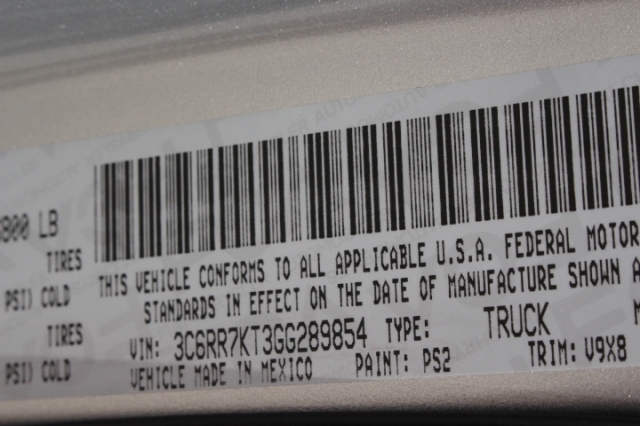 800 LB
TIRES
PSI) COLD
TIRES
PSI) COLD
THIS VEHICLE CONFORMS TO ALL APPLICABLE U.S.A. FEDERAL MOTOR
STANDARDS IN EFFECT ON THE DATE OF MANUFACTURE SHOWN A
VIN: 3C6RR7KT3GG289854 TYPE: TRUCK M
VEHICLE MADE IN MEXICO PAINT: PS2 TRIM: V9X8